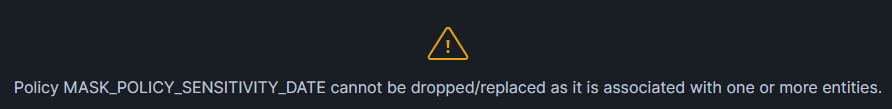 Policy MASK_POLICY_SENSITIVITY_DATE cannot be dropped/replaced as it is associated with one or more entities.